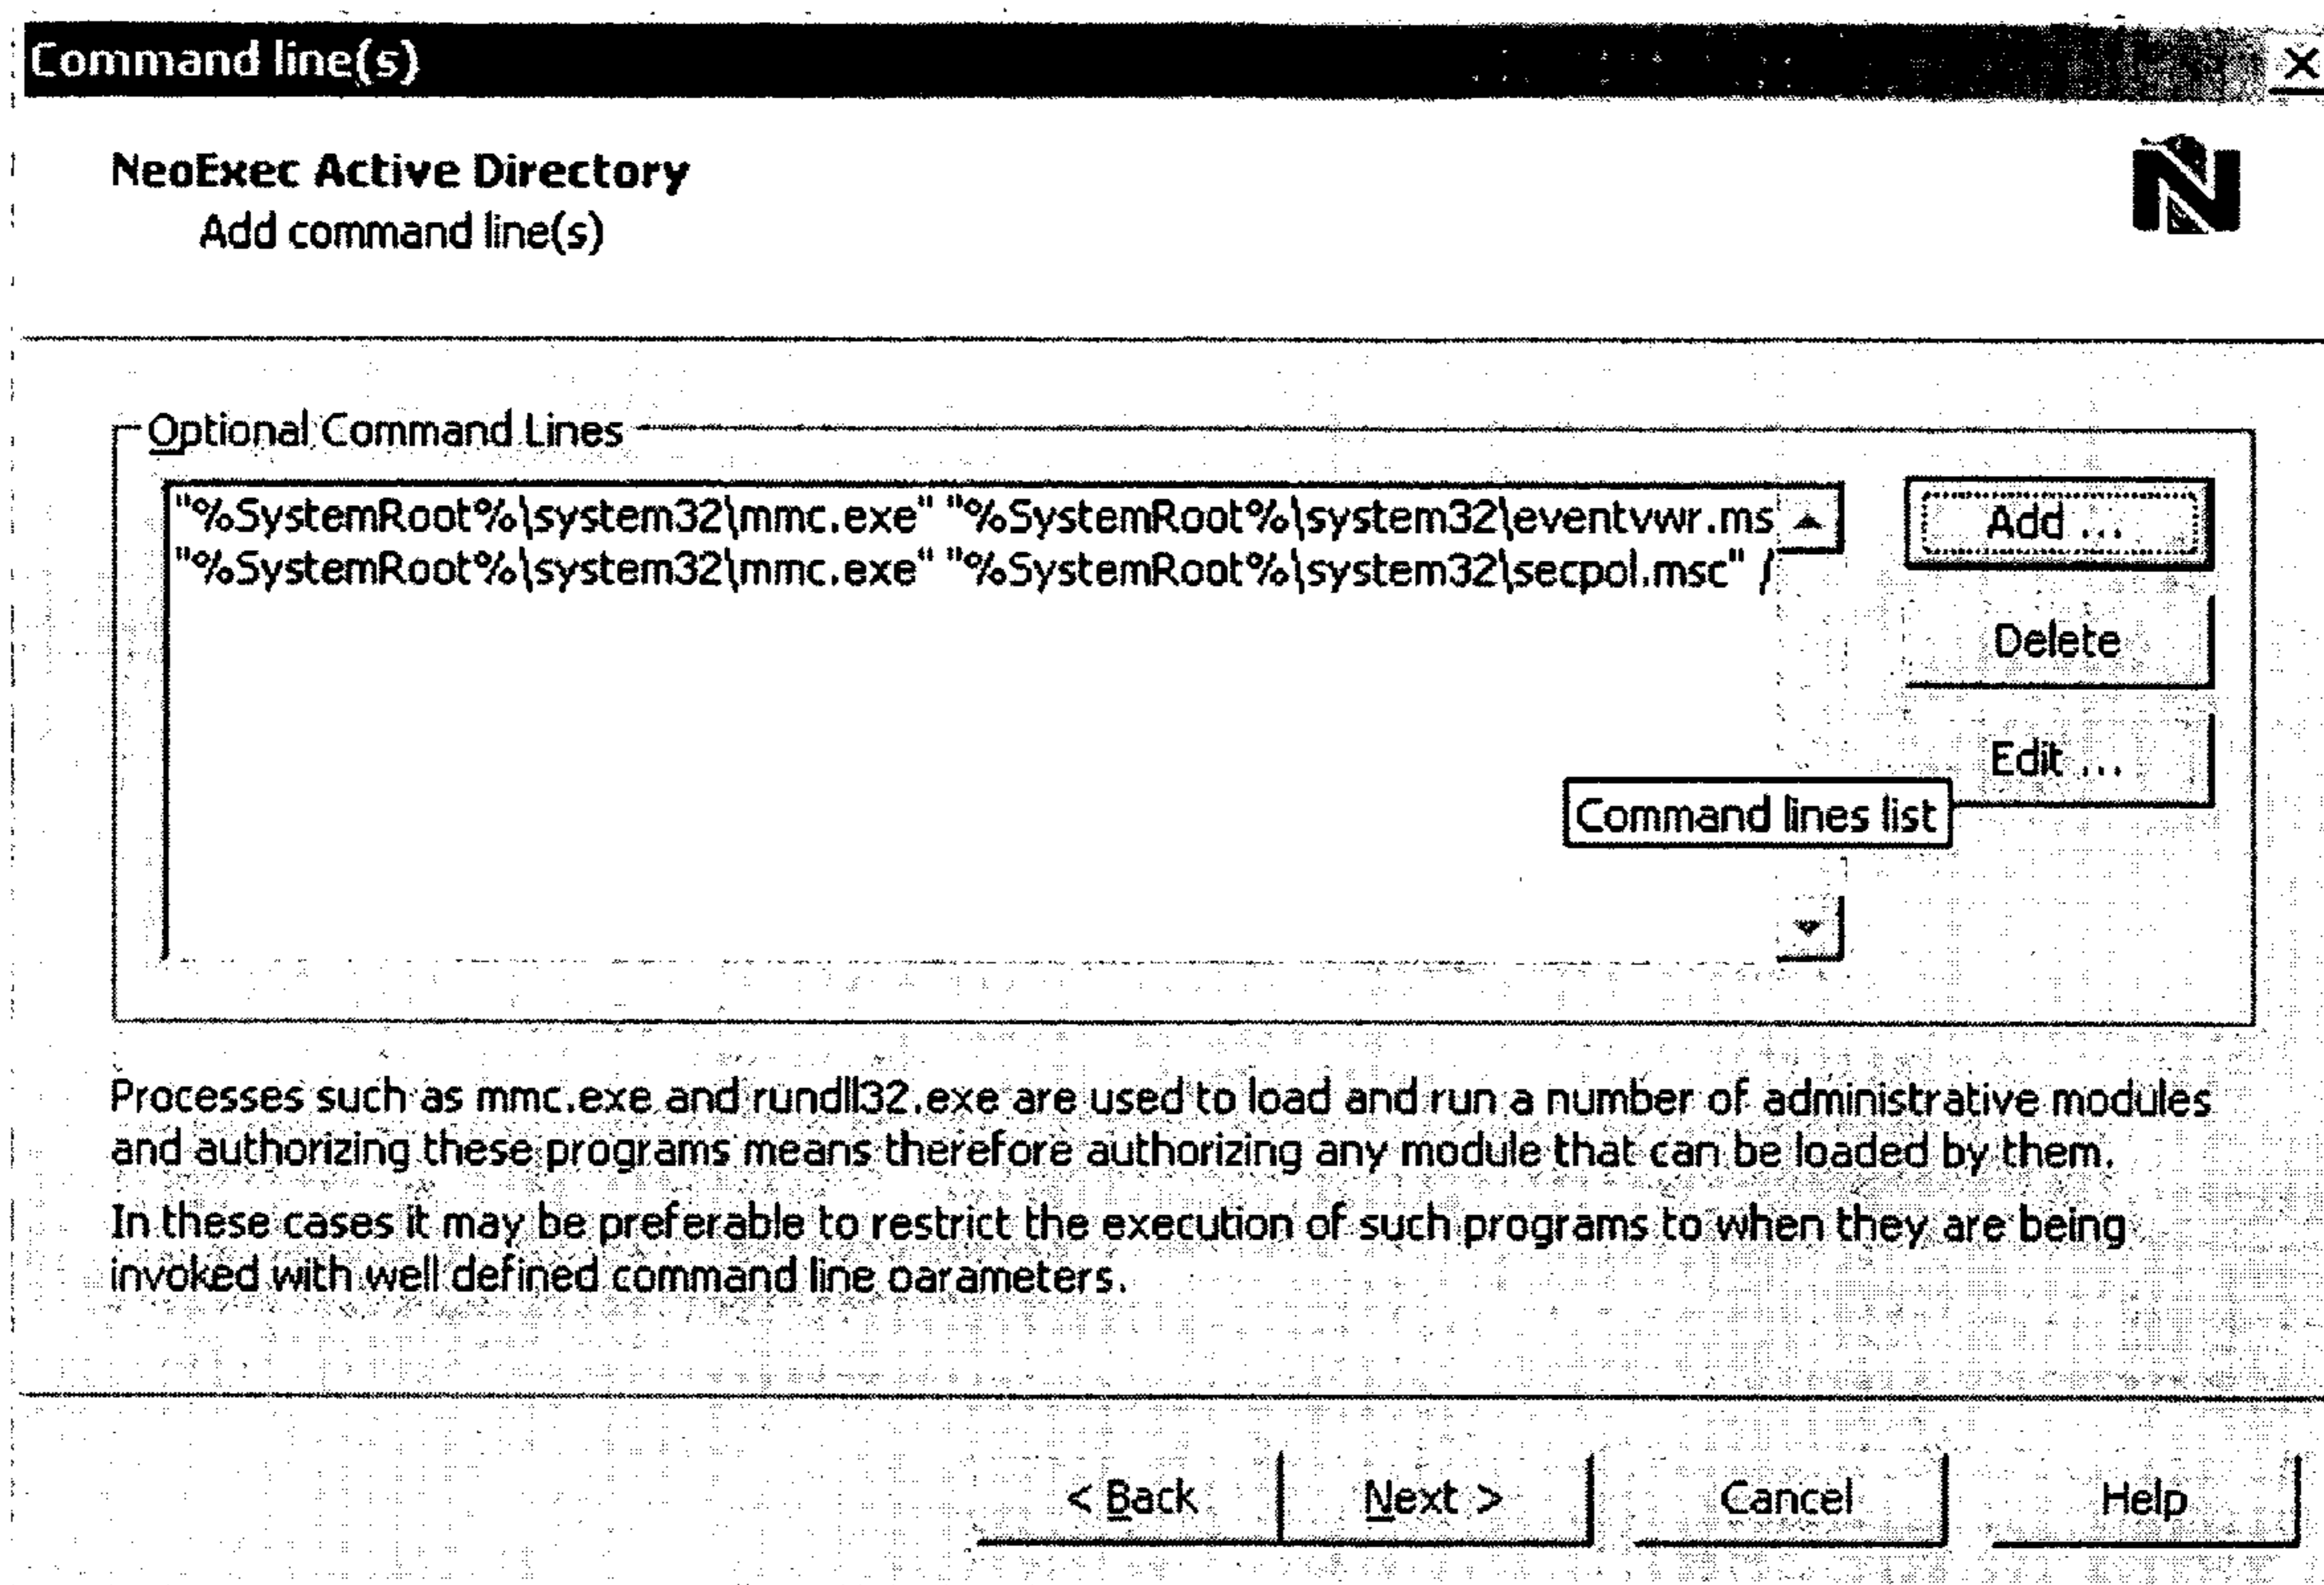 Command line(s)
NeoExec Active Directory
Add command line(s)
Optional Command Lines
"%SystemRoot%\system32\mmc.exe" "%SystemRoot%\system32\eventvwr.ms
"%SystemRoot%\system32\mmc.exe" "%SystemRoot%\system32\secpol.msc" /
Add ...
Delete
Edit ...
Command lines list
Processes such as mmc.exe and rundll32.exe are used to load and run a number of administrative modules
and authorizing these programs means therefore authorizing any module that can be loaded by them.
In these cases it may be preferable to restrict the execution of such programs to when they are being
invoked with well defined command line oarameters.
< Back
Next >
Cancel
Help